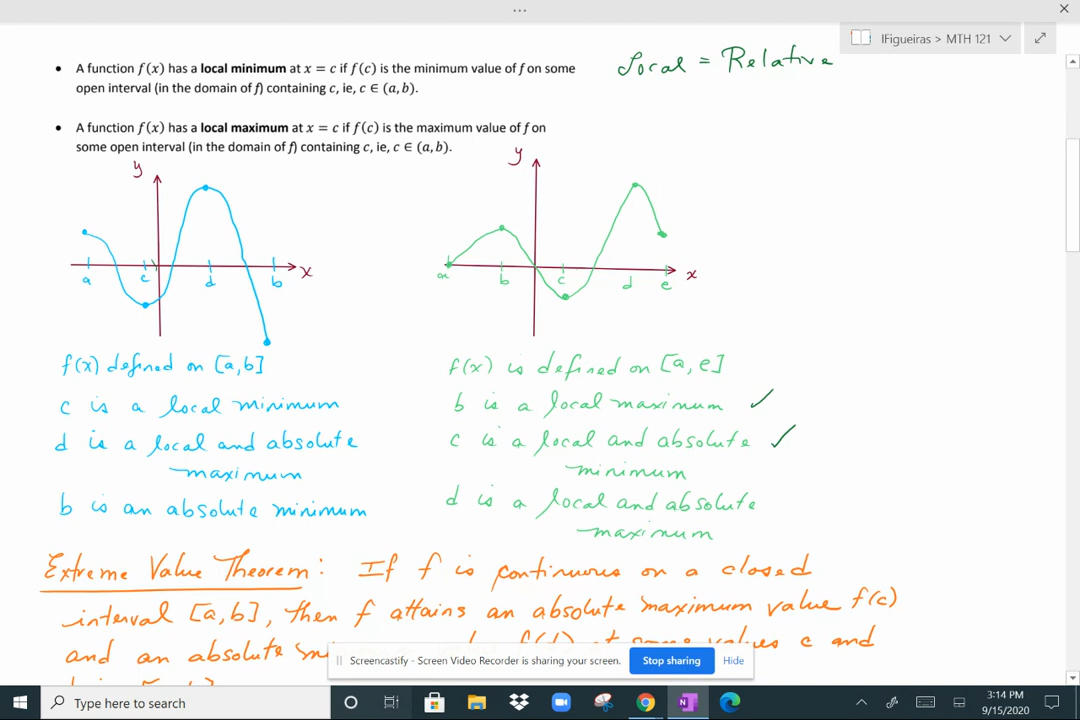 IFigueiras > MTH 121
Local = Relative
• A function f(x) has a local minimum at x = c if f(c) is the minimum value of f on some
open interval (in the domain of f) containing c, ie, c ∈ (a, b).
• A function f(x) has a local maximum at x = c if f(c) is the maximum value of f on
some open interval (in the domain of f) containing c, ie, c ∈ (a, b).
y
x
a c d b
y
x
a b c d e
f(x) defined on [a,b]
c is a local minimum
d is a local and absolute
maximum
b is an absolute minimum
f(x) is defined on [a, e]
b is a local maximum ✓
c is a local and absolute ✓
minimum
d is a local and absolute
maximum
Extreme Value Theorem: If f is continuous on a closed
interval [a,b], then f attains an absolute maximum value f(c)
and an absolute values c and
Screencastify - Screen Video Recorder is sharing your screen.
Stop sharing
Hide
Type here to search
3:14 PM
9/15/2020